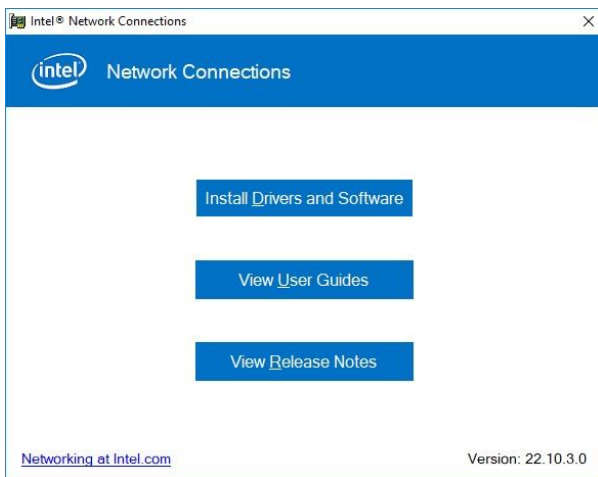 Intel® Network Connections
intel Network Connections
Install Drivers and Software
View User Guides
View Release Notes
Networking at Intel.com Version: 22.10.3.0